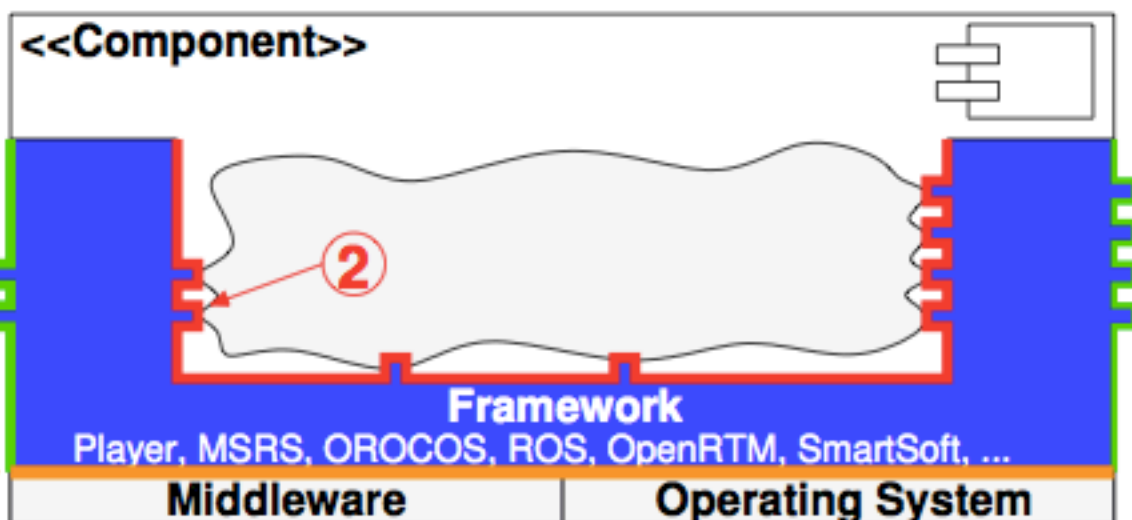 <<Component>>
2
Framework
Player, MSRS, OROCOS, ROS, OpenRTM, SmartSoft, ...
Middleware
Operating System